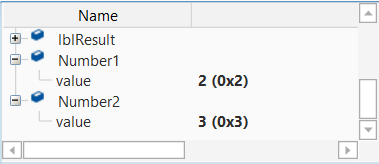 Name
lblResult
Number1
value 2 (0x2)
Number2
value 3 (0x3)